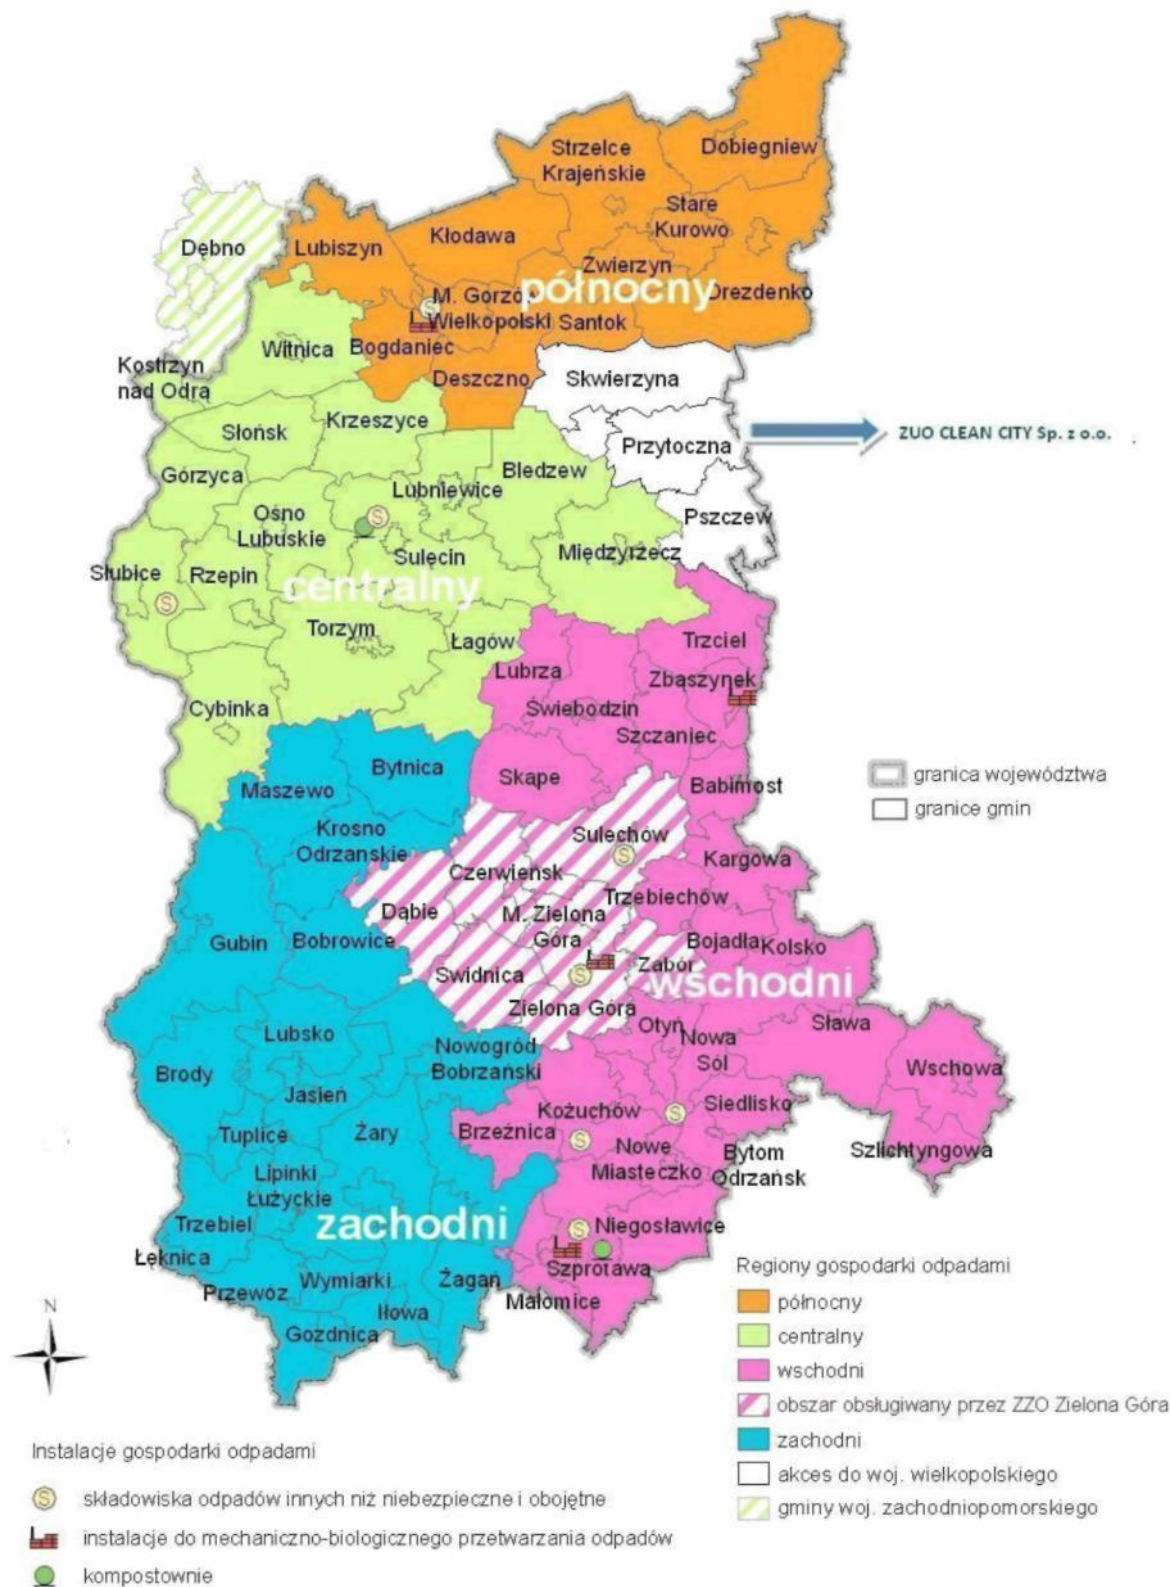 Dobiegniew
Strzelce
Krajeńskie
Stare
Kurowo
Dębno
Lubiszyn
Kłodawa
Zwierzyn
północny
Drezdenko
M. Gorzów
Wielkopolski
Santok
Witnica
Bogdaniec
Kostrzyn
nad Odrą
Deszczno
Skwierzyna
Słońsk
Krzeszyce
Przytoczna
ZUO CLEAN CITY Sp. z o.o.
Górzyca
Bledzew
Lubniewice
Ośno
Lubuskie
Pszczew
Sulęcin
Międzyrzecz
Słubice
Rzepin
centralny
Torzym
Łagów
Trzciel
Lubrza
Zbąszynek
Cybinka
Świebodzin
Szczaniec
Bytnica
Skape
Babimost
Maszewo
granica województwa
granice gmin
Krosno
Odrzanskie
Sulechów
Kargowa
Czerwieńsk
Trzebiechów
Dąbie
M. Zielona
Góra
Gubin
Bobrowice
Bojadła
Kolsko
Zabór
Swidnica
wschodni
Zielona Góra
Otyń
Nowa
Sól
Sława
Lubsko
Nowogród
Bobrzański
Wschowa
Brody
Jasień
Kożuchów
Siedlisko
Tuplice
Żary
Brzeźnica
Nowe
Miasteczko
Bytom
Odrzańsk
Szlichtyngowa
Lipinki
Łużyckie
Trzebiel
zachodni
Niegosławice
Łęknica
Przewóz
Wymiarki
Żagań
Szprotawa
Małomice
Iłowa
Gozdnica
N
Regiony gospodarki odpadami
północny
centralny
wschodni
obszar obsługiwany przez ZZO Zielona Góra
zachodni
akces do woj. wielkopolskiego
gminy woj. zachodniopomorskiego
Instalacje gospodarki odpadami
S składowiska odpadów innych niż niebezpieczne i obojętne
instalacje do mechaniczno-biologicznego przetwarzania odpadów
kompostownie